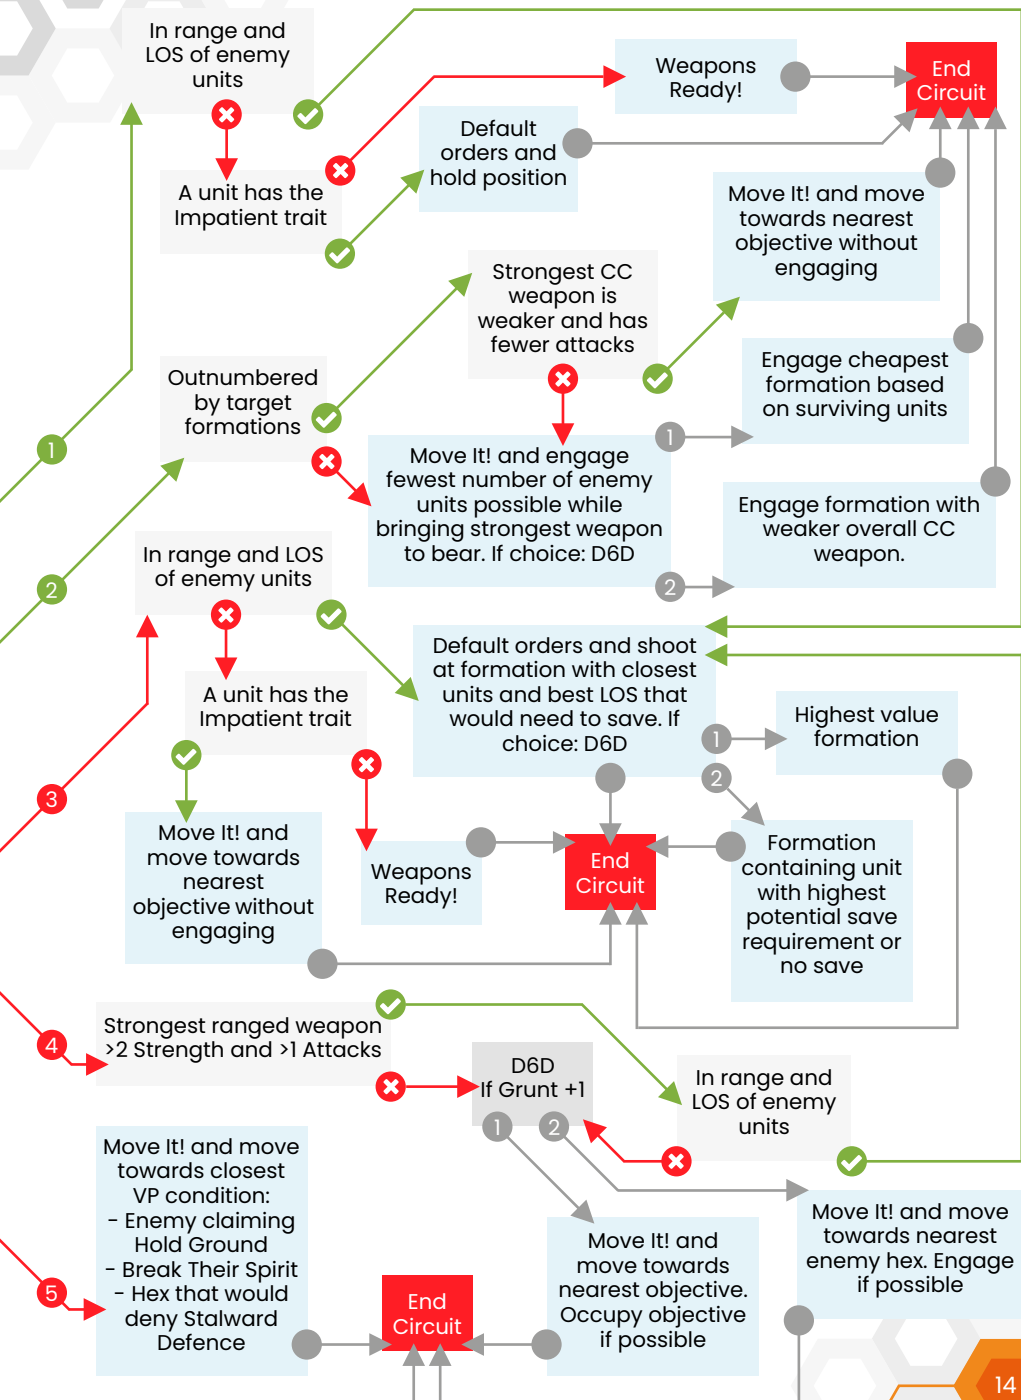 In range and
LOS of enemy
units
Weapons
Ready!
End
Circuit
Default
orders and
hold position
A unit has the
Impatient trait
Move It! and move
towards nearest
objective without
engaging
Strongest CC
weapon is
weaker and has
fewer attacks
Engage cheapest
formation based
on surviving units
Outnumbered
by target
formations
1
1
Move It! and engage
fewest number of enemy
units possible while
bringing strongest weapon
to bear. If choice: D6D
Engage formation with
weaker overall CC
weapon.
In range and LOS
of enemy units
2
2
Default orders and shoot
at formation with closest
units and best LOS that
would need to save. If
choice: D6D
A unit has the
Impatient trait
Highest value
formation
1
2
3
Move It! and
move towards
nearest
objective without
engaging
Weapons
Ready!
End
Circuit
Formation
containing unit
with highest
potential save
requirement or
no save
4
Strongest ranged weapon
>2 Strength and >1 Attacks
D6D
If Grunt +1
In range and
LOS of enemy
units
1
2
Move It! and move
towards closest
VP condition:
- Enemy claiming
Hold Ground
- Break Their Spirit
- Hex that would
deny Stalward
Defence
5
End
Circuit
Move It! and
move towards
nearest objective.
Occupy objective
if possible
Move It! and move
towards nearest
enemy hex. Engage
if possible
14